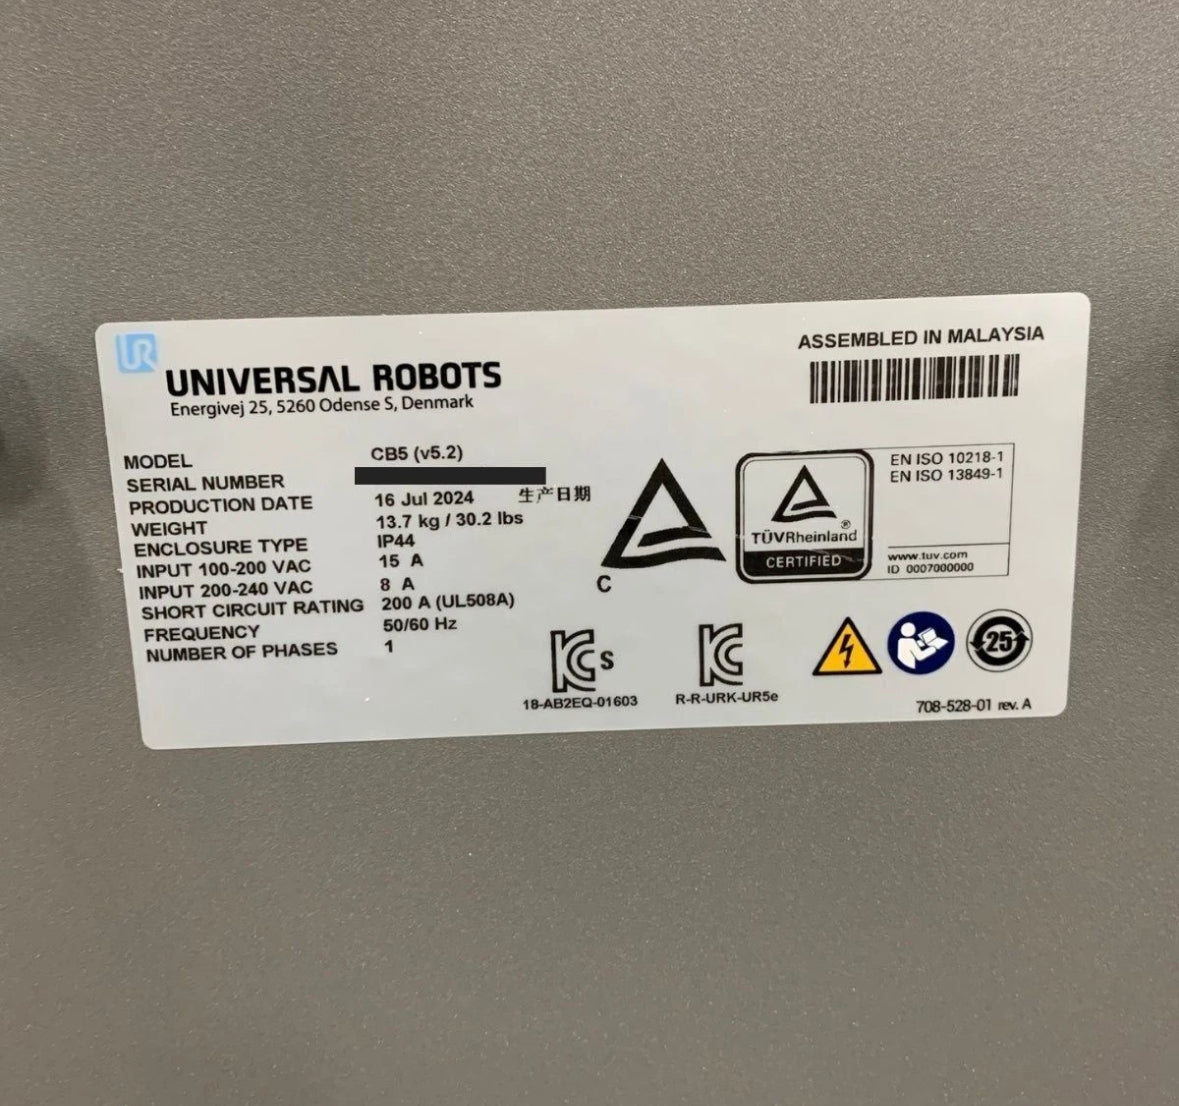 UR
UNIVERSAL ROBOTS
Energivej 25, 5260 Odense S, Denmark
ASSEMBLED IN MALAYSIA
MODEL CB5 (v5.2)
SERIAL NUMBER
PRODUCTION DATE 16 Jul 2024 生产日期
WEIGHT 13.7 kg / 30.2 lbs
ENCLOSURE TYPE IP44
INPUT 100-200 VAC 15 A
INPUT 200-240 VAC 8 A
SHORT CIRCUIT RATING 200 A (UL508A)
FREQUENCY 50/60 Hz
NUMBER OF PHASES 1
C
TÜVRheinland®
CERTIFIED
EN ISO 10218-1
EN ISO 13849-1
www.tuv.com
ID 0007000000
KC S
18-AB2EQ-01603
KC
R-R-URK-UR5e
25
708-528-01 rev. A